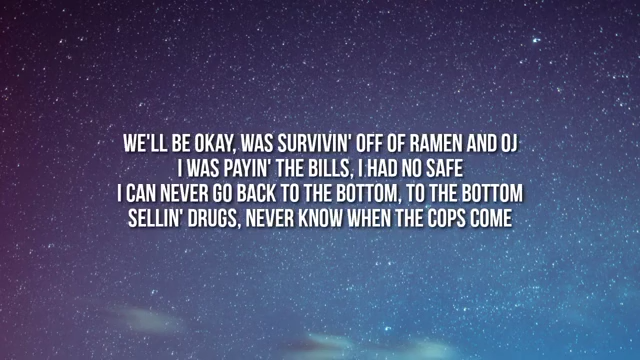 WE'LL BE OKAY, WAS SURVIVIN' OFF OF RAMEN AND OJ
I WAS PAYIN' THE BILLS, I HAD NO SAFE
I CAN NEVER GO BACK TO THE BOTTOM, TO THE BOTTOM
SELLIN' DRUGS, NEVER KNOW WHEN THE COPS COME